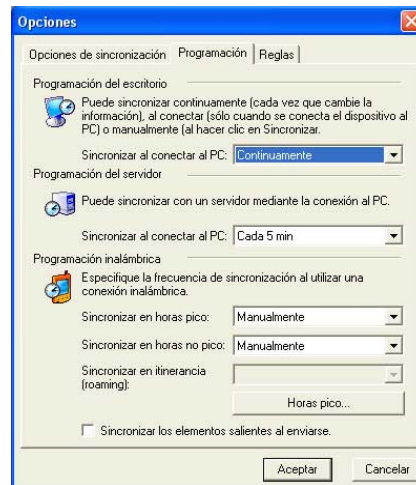 Opciones
Opciones de sincronización Programación Reglas
Programación del escritorio
Puede sincronizar continuamente (cada vez que cambie la
información), al conectar (sólo cuando se conecta el dispositivo al
PC) o manualmente (al hacer clic en Sincronizar.
Sincronizar al conectar al PC: Continuamente
Programación del servidor
Puede sincronizar con un servidor mediante la conexión al PC.
Sincronizar al conectar al PC: Cada 5 min
Programación inalámbrica
Especifique la frecuencia de sincronización al utilizar una
conexión inalámbrica.
Sincronizar en horas pico: Manualmente
Sincronizar en horas no pico: Manualmente
Sincronizar en itinerancia
(roaming):
Horas pico...
Sincronizar los elementos salientes al enviarse.
Aceptar Cancelar